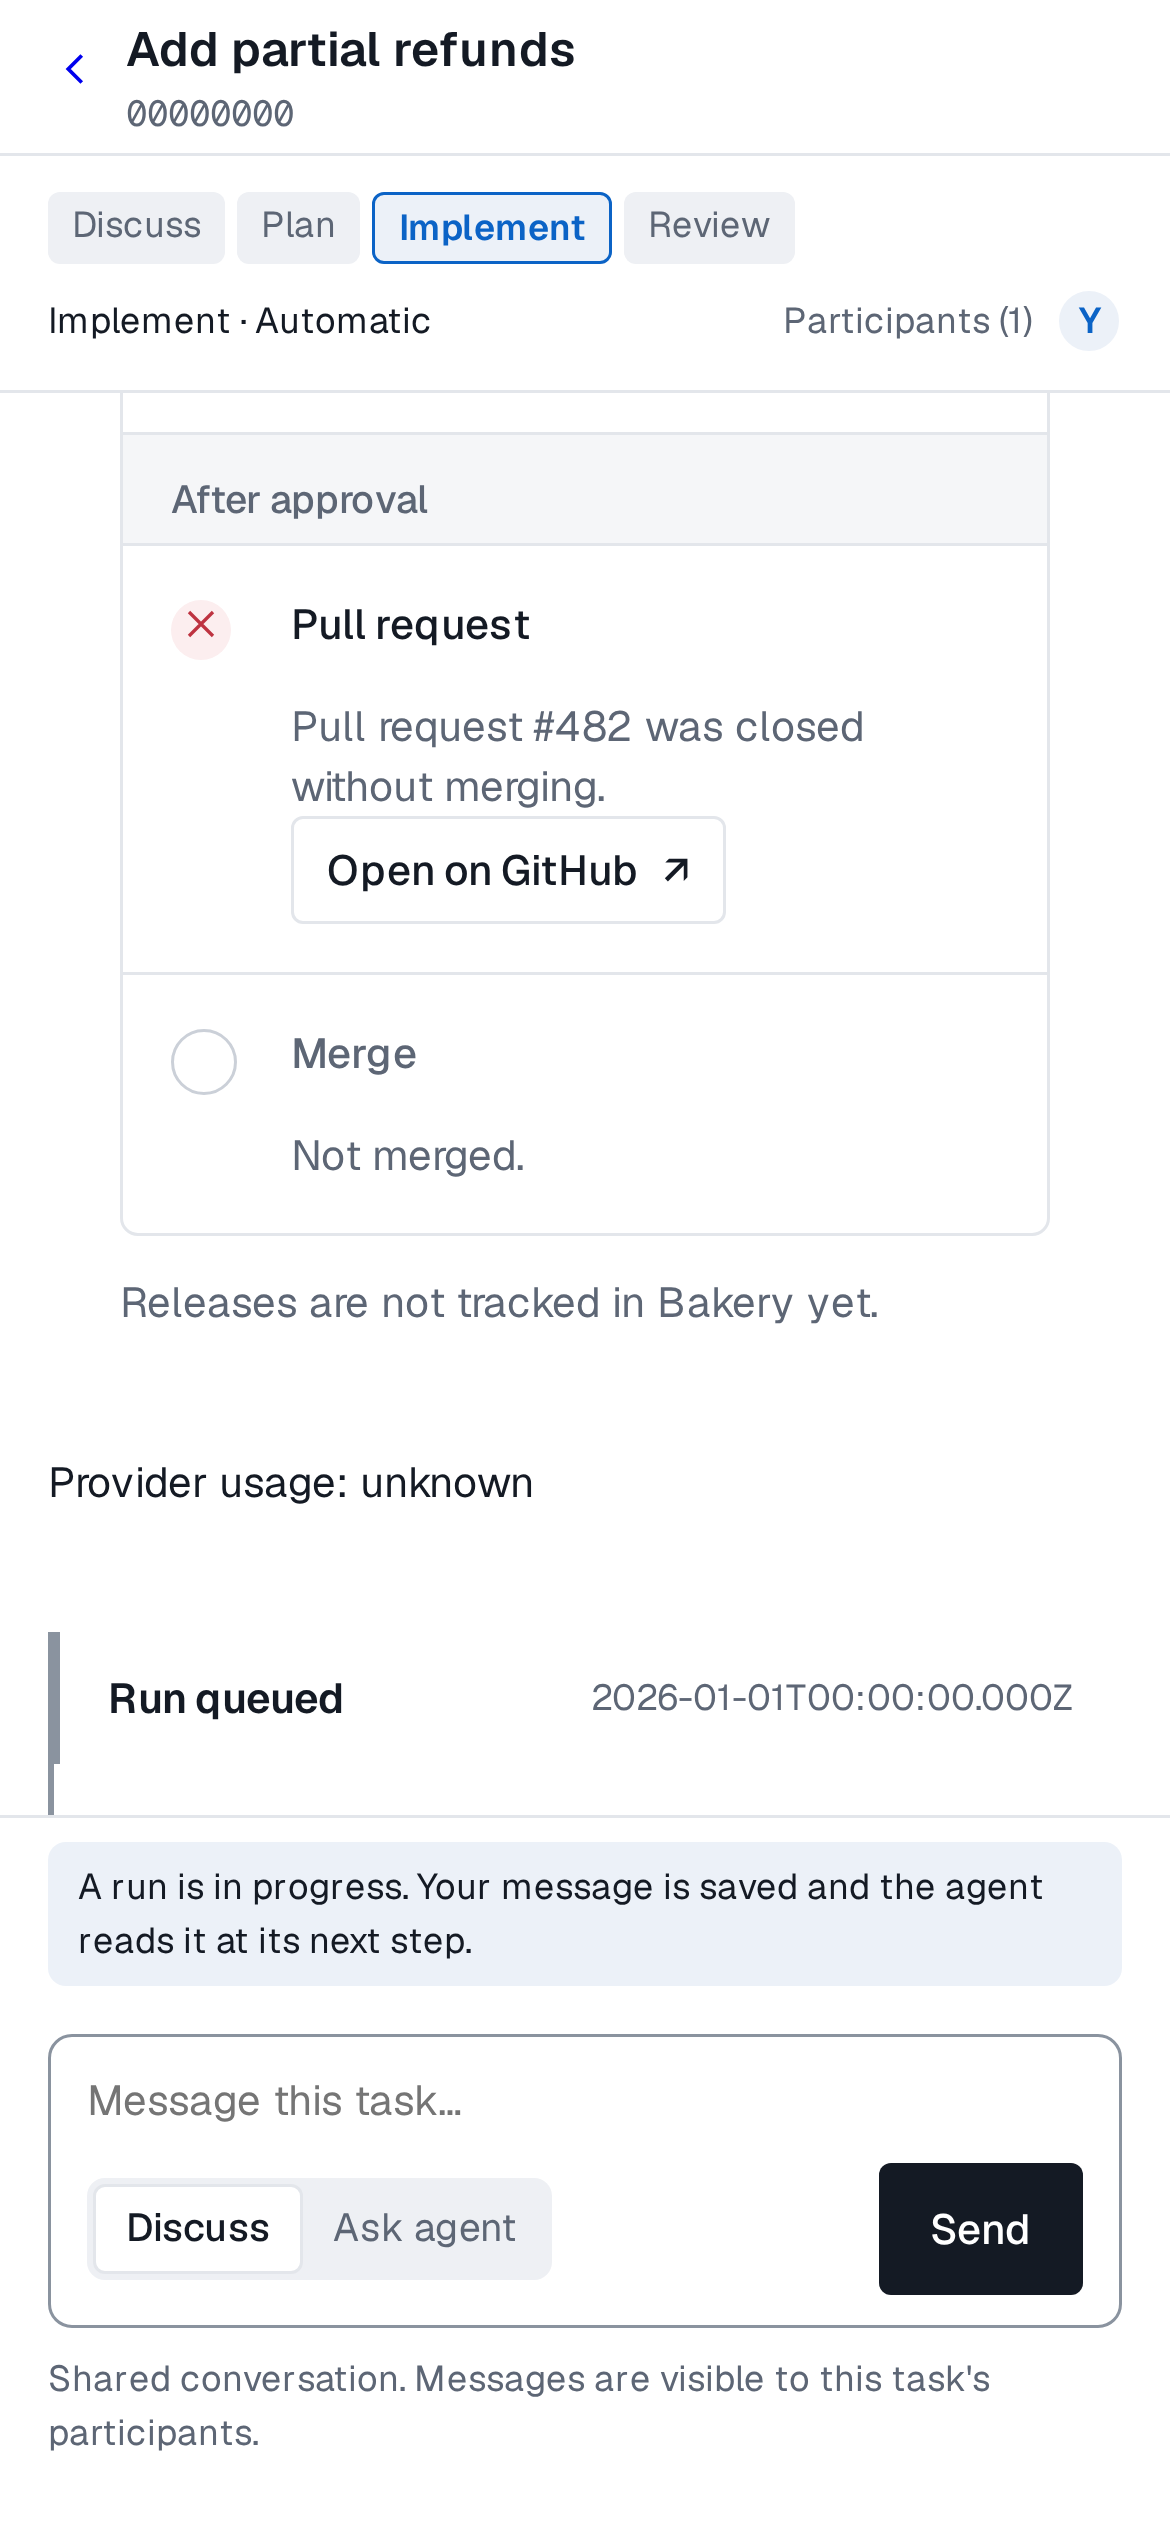 Add partial refunds
00000000
Discuss Plan Implement Review
Implement · Automatic Participants (1) Y
After approval
Pull request
Pull request #482 was closed
without merging.
Open on GitHub
Merge
Not merged.
Releases are not tracked in Bakery yet.
Provider usage: unknown
Run queued 2026-01-01T00:00:00.000Z
A run is in progress. Your message is saved and the agent
reads it at its next step.
Message this task...
Discuss Ask agent Send
Shared conversation. Messages are visible to this task's
participants.